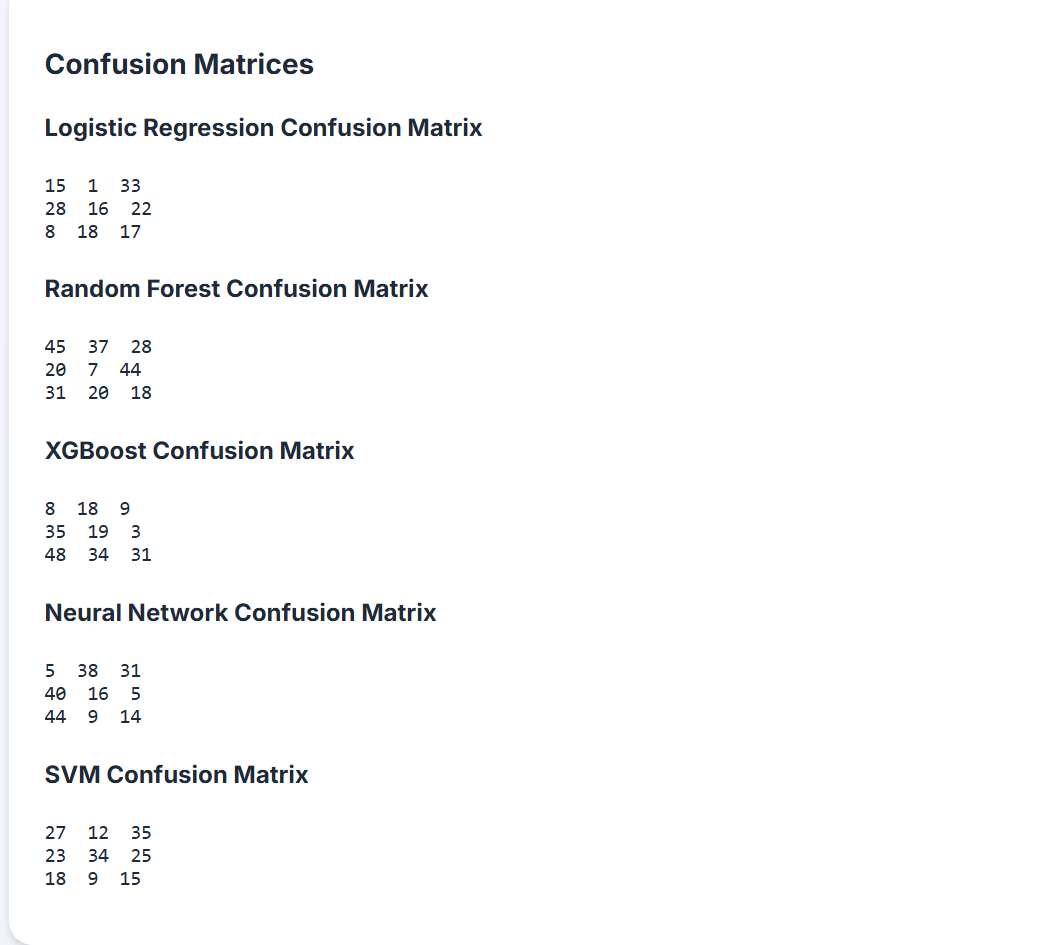 Confusion Matrices
Logistic Regression Confusion Matrix
15  1  33
28  16  22
8  18  17
Random Forest Confusion Matrix
45  37  28
20  7  44
31  20  18
XGBoost Confusion Matrix
8  18  9
35  19  3
48  34  31
Neural Network Confusion Matrix
5  38  31
40  16  5
44  9  14
SVM Confusion Matrix
27  12  35
23  34  25
18  9  15